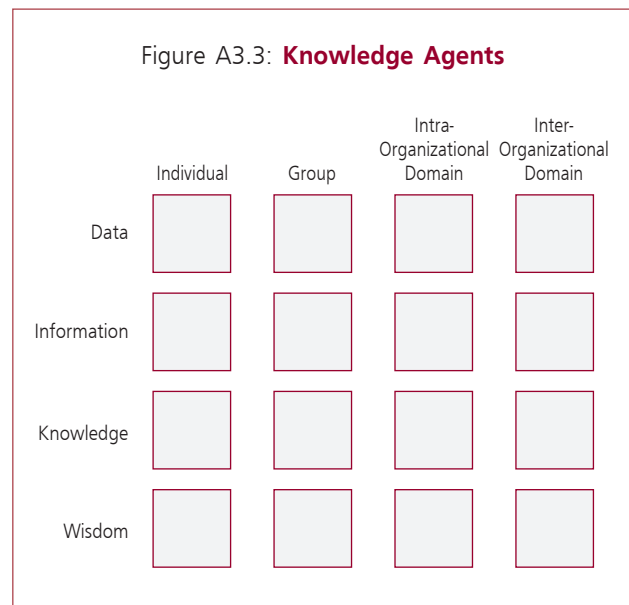 Figure A3.3: Knowledge Agents
Individual
Group
Intra-
Organizational
Domain
Inter-
Organizational
Domain
Data
Information
Knowledge
Wisdom